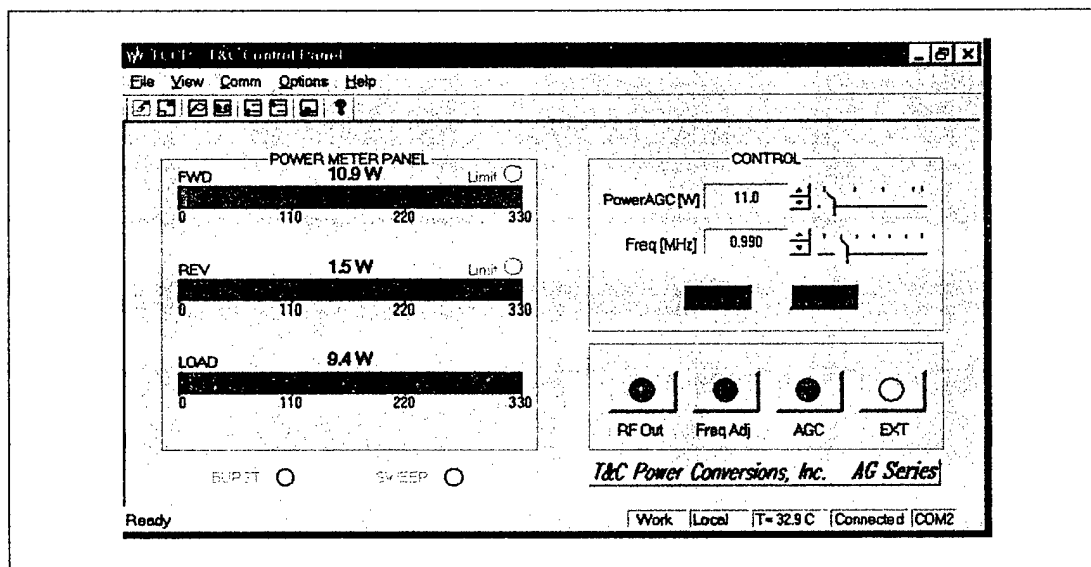 T&C Control Panel
File View Comm Options Help
POWER METER PANEL
FWD 10.9 W Limit
0 110 220 330
REV 1.5 W Limit
0 110 220 330
LOAD 9.4 W
0 110 220 330
BURST SWEEP
CONTROL
PowerAGC [W] 11.0
Freq [MHz] 0.990
RF Out Freq Adj AGC EXT
T&C Power Conversions, Inc. AG Series
Ready Work Local T= 32.9 C Connected COM2